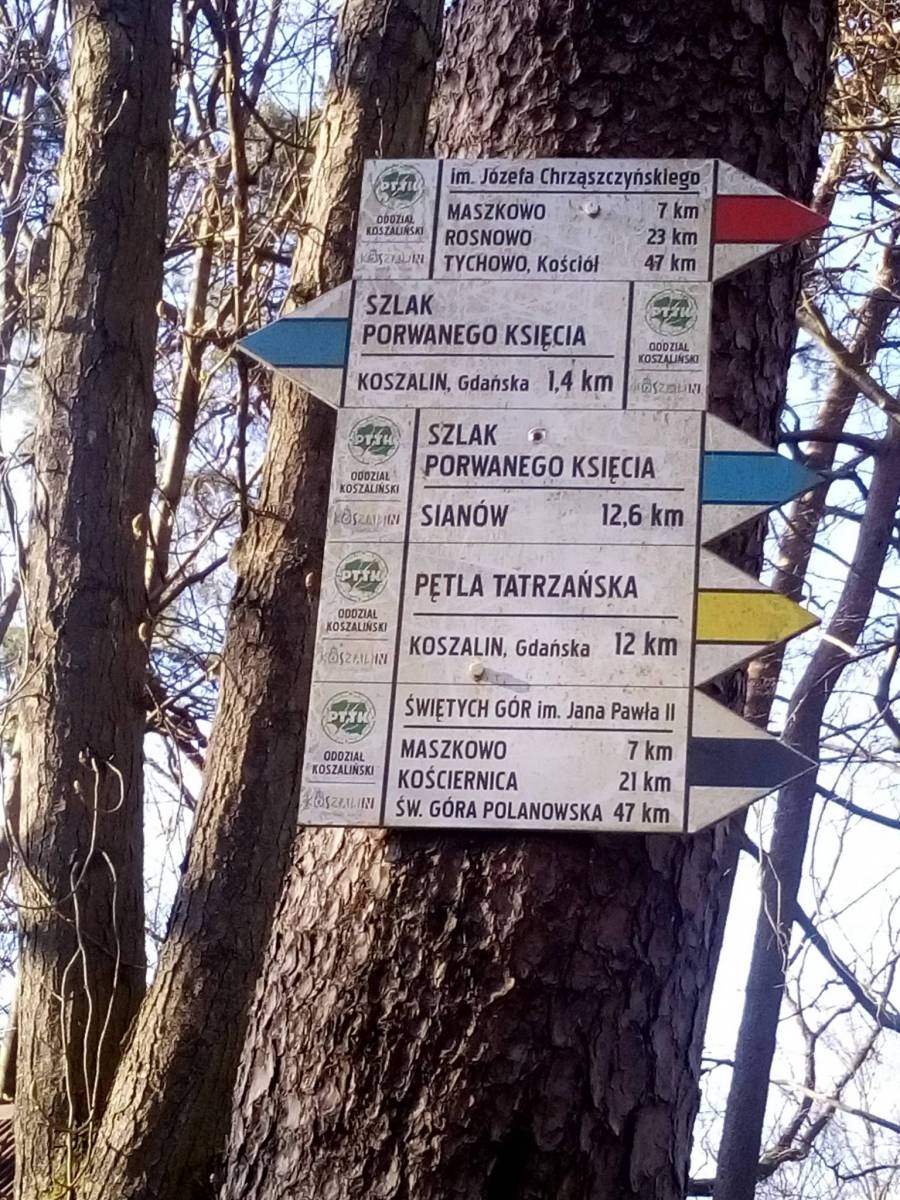 PTTK
ODDZIAŁ
KOSZALIŃSKI
KOSZALIN
im. Józefa Chrząszczyńskiego
MASZKOWO 7 km
ROSNOWO 23 km
TYCHOWO, Kościół 47 km
SZLAK
PORWANEGO KSIĘCIA
KOSZALIN, Gdańska 1,4 km
PTTK
ODDZIAŁ
KOSZALIŃSKI
KOSZALIN
PTTK
ODDZIAŁ
KOSZALIŃSKI
KOSZALIN
SZLAK
PORWANEGO KSIĘCIA
SIANÓW 12,6 km
PTTK
ODDZIAŁ
KOSZALIŃSKI
KOSZALIN
PĘTLA TATRZAŃSKA
KOSZALIN, Gdańska 12 km
PTTK
ODDZIAŁ
KOSZALIŃSKI
KOSZALIN
ŚWIĘTYCH GÓR im. Jana Pawła II
MASZKOWO 7 km
KOŚCIERNICA 21 km
ŚW. GÓRA POLANOWSKA 47 km